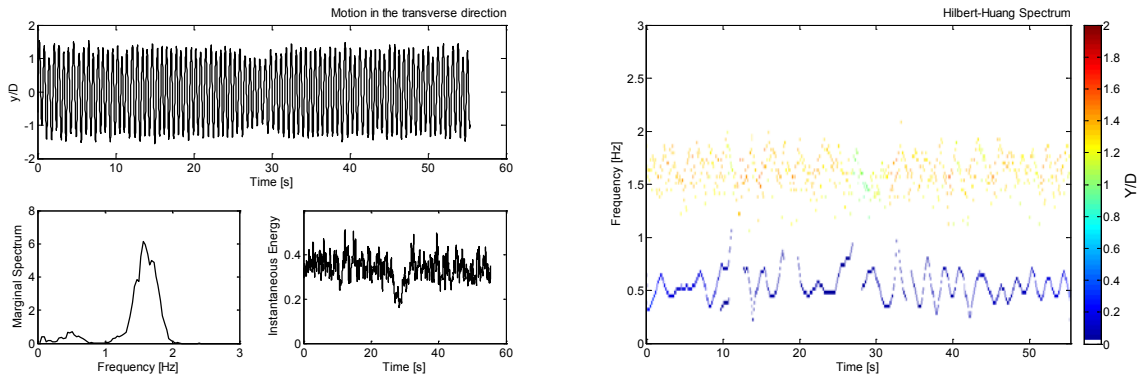 Motion in the transverse direction
2
1
0
-1
-2
y/D
0 10 20 30 40 50 60
Time [s]
8
6
4
2
0
Marginal Spectrum
0 1 2 3
Frequency [Hz]
0.4
0.2
0
Instantaneous Energy
0 20 40 60
Time [s]
Hilbert-Huang Spectrum
3
2.5
2
1.5
1
0.5
0
Frequency [Hz]
0 10 20 30 40 50
Time [s]
2
1.8
1.6
1.4
1.2
1
0.8
0.6
0.4
0.2
0
Y/D